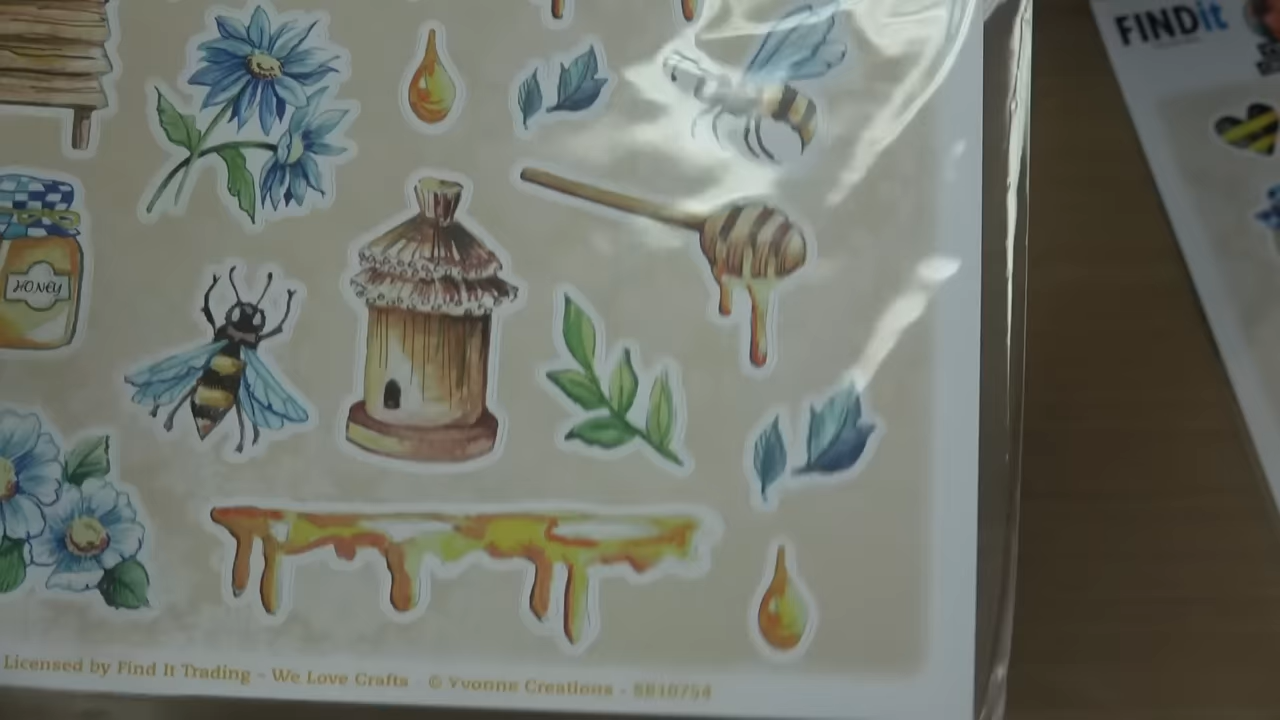 FINDit
HONEY
Licensed by Find It Trading - We Love Crafts © Yvonne Creations - SB10754